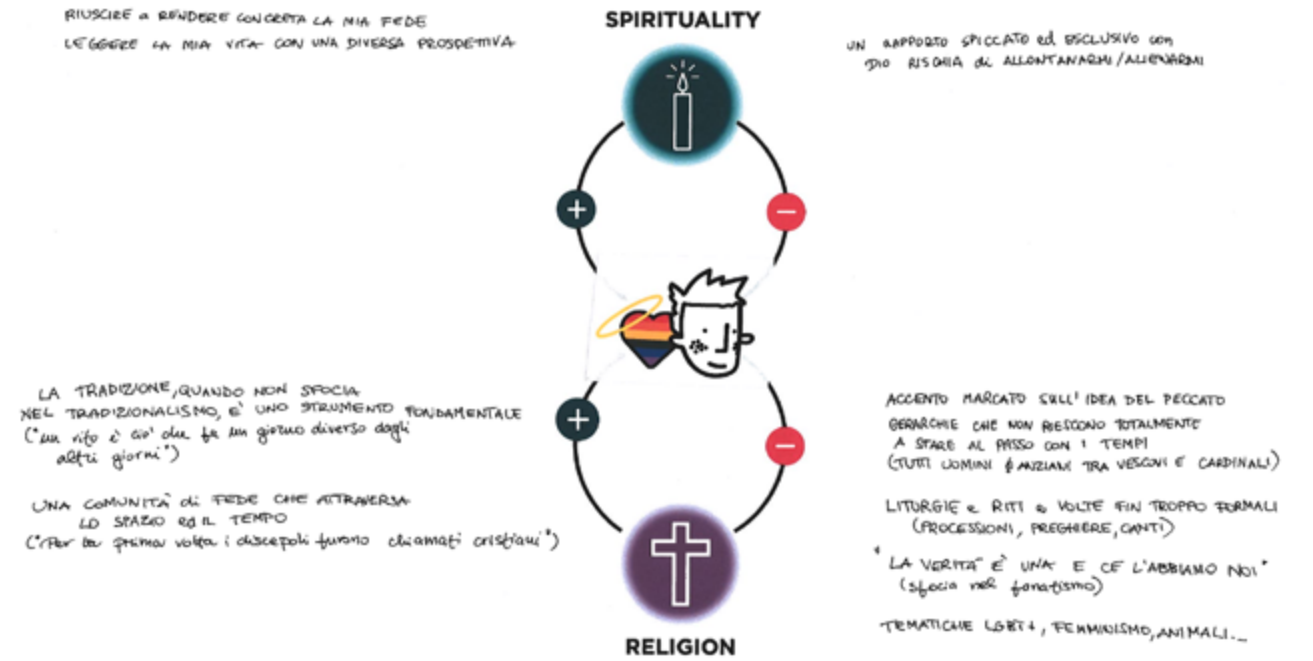 SPIRITUALITY
RIUSCIRE a RENDERE CONCRETA LA MIA FEDE
LEGGERE LA MIA VITA CON UNA DIVERSA PROSPETTIVA
UN RAPPORTO SPICCATO ed ESCLUSIVO con
DIO RISCHIA di ALLONTANARMI/ALIENARMI
LA TRADIZIONE, QUANDO NON SFOCIA
NEL TRADIZIONALISMO, E' UNO STRUMENTO FONDAMENTALE
("un rito è ciò che fa un giorno diverso dagli
altri giorni")
UNA COMUNITÀ di FEDE CHE ATTRAVERSA
LO SPAZIO ed IL TEMPO
("Per la prima volta i discepoli furono chiamati cristiani")
ACCENTO MARCATO SULL'IDEA DEL PECCATO
GERARCHIE CHE NON RIESCONO TOTALMENTE
A STARE AL PASSO CON I TEMPI
(TUTTI UOMINI & ANZIANI TRA VESCOVI E CARDINALI)
LITURGIE e RITI a VOLTE FIN TROPPO FORMALI
(PROCESSIONI, PREGHIERE, CANTI)
"LA VERITÀ È UNA E CE L'ABBIAMO NOI"
(sfocia nel fanatismo)
TEMATICHE LGBT+, FEMMINISMO, ANIMALI...
RELIGION